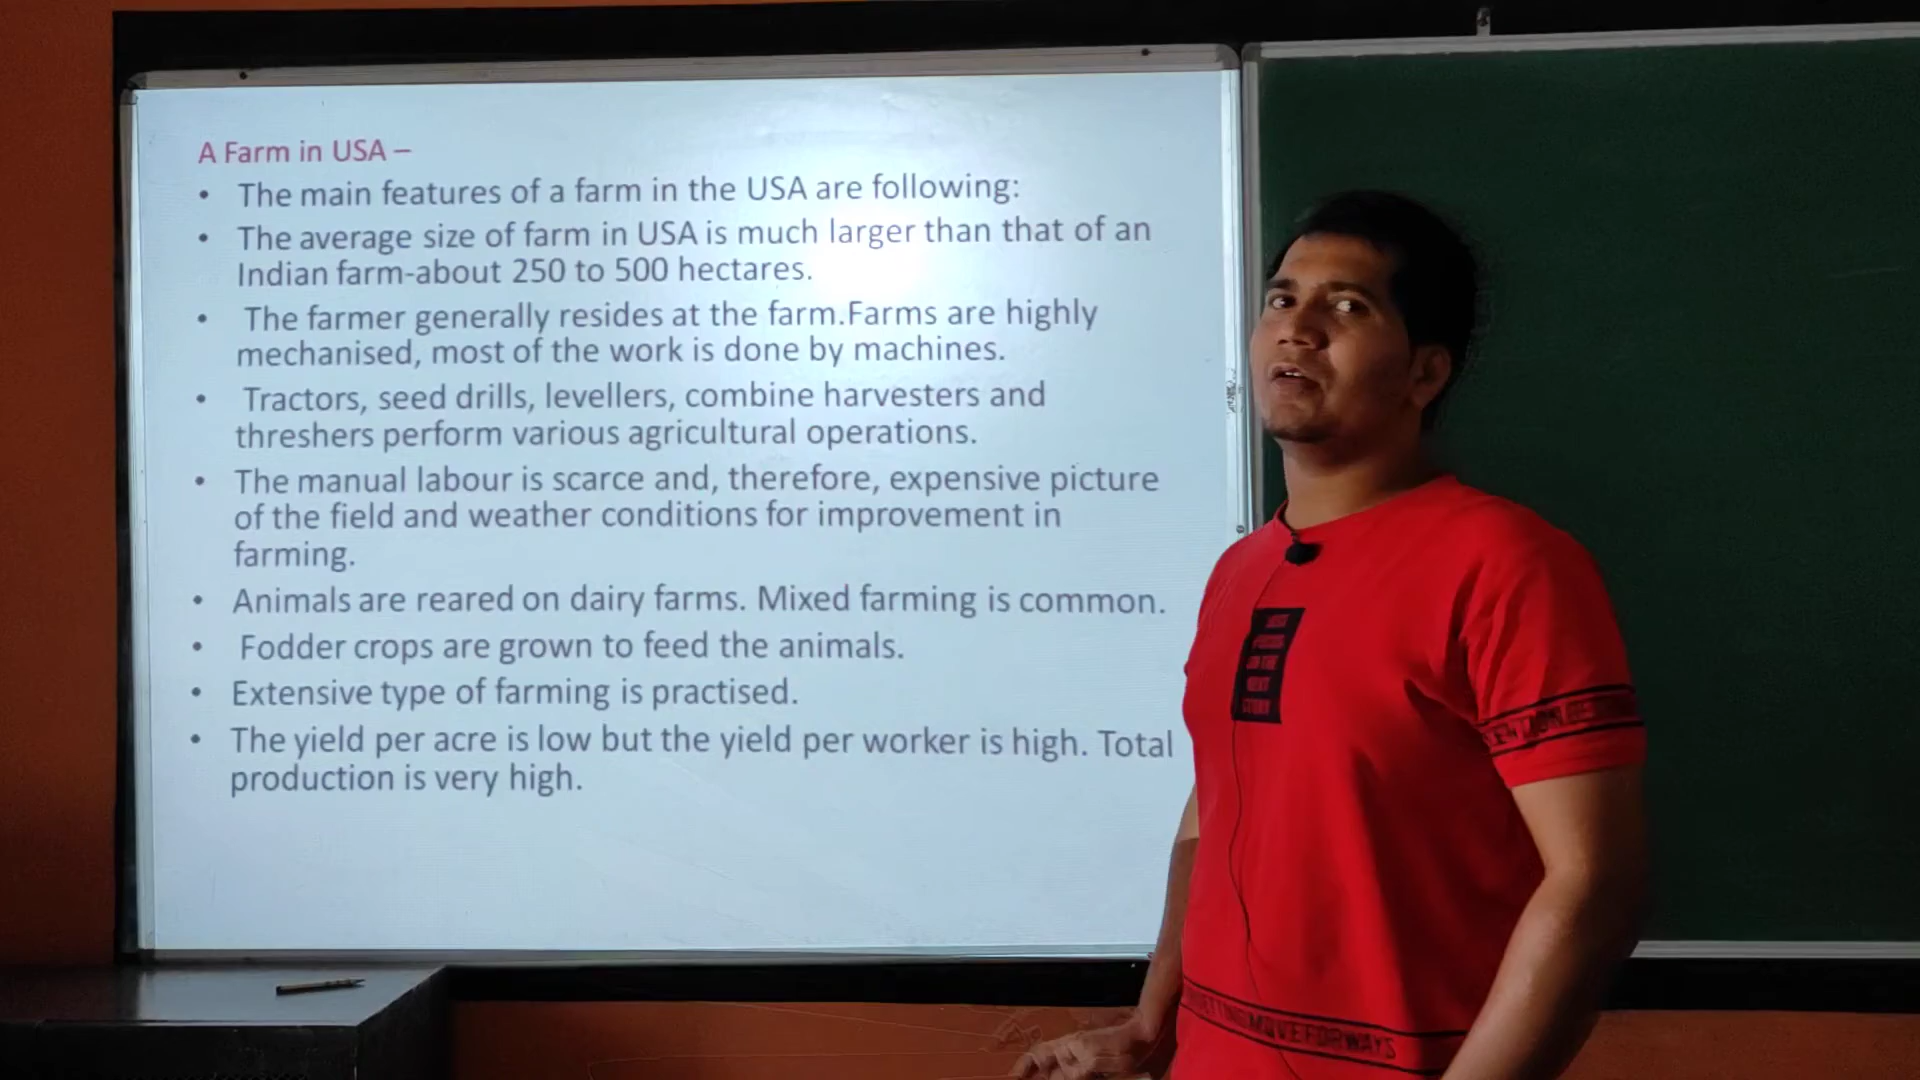 A Farm in USA –
• The main features of a farm in the USA are following:
• The average size of farm in USA is much larger than that of an
Indian farm-about 250 to 500 hectares.
• The farmer generally resides at the farm.Farms are highly
mechanised, most of the work is done by machines.
• Tractors, seed drills, levellers, combine harvesters and
threshers perform various agricultural operations.
• The manual labour is scarce and, therefore, expensive picture
of the field and weather conditions for improvement in
farming.
• Animals are reared on dairy farms. Mixed farming is common.
• Fodder crops are grown to feed the animals.
• Extensive type of farming is practised.
• The yield per acre is low but the yield per worker is high. Total
production is very high.
MOVEFORWAYS